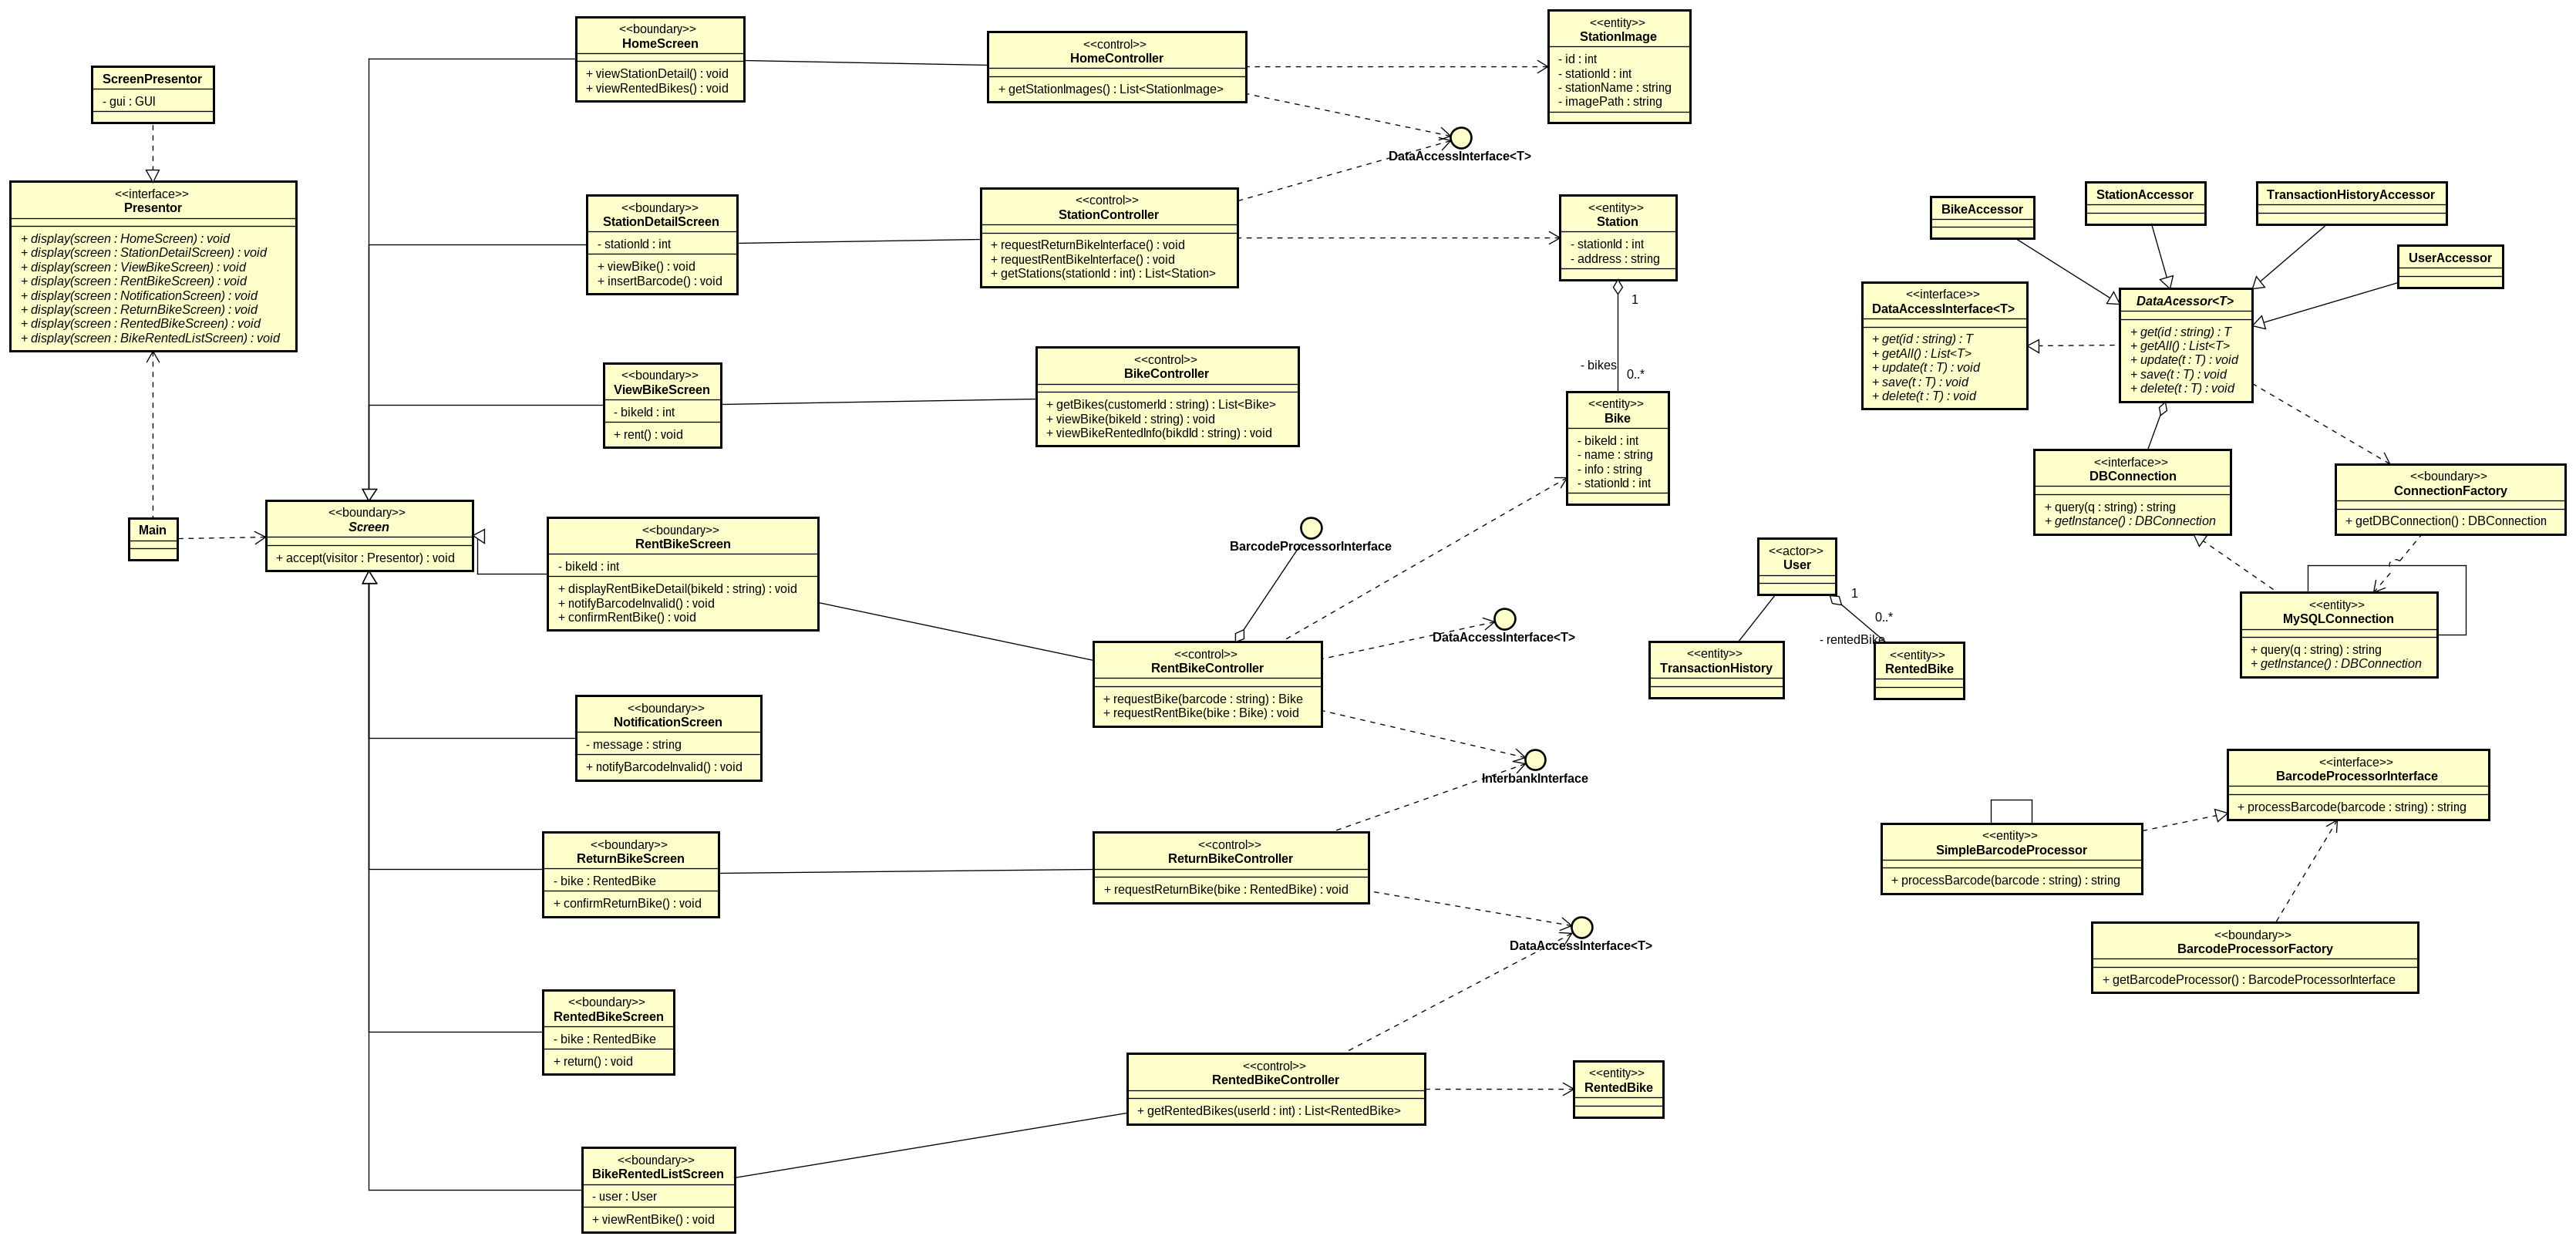 ScreenPresentor
- gui : GUI
<<interface>>
Presentor
+ display(screen : HomeScreen) : void
+ display(screen : StationDetailScreen) : void
+ display(screen : ViewBikeScreen) : void
+ display(screen : RentBikeScreen) : void
+ display(screen : NotificationScreen) : void
+ display(screen : ReturnBikeScreen) : void
+ display(screen : RentedBikeScreen) : void
+ display(screen : BikeRentedListScreen) : void
Main
<<boundary>>
Screen
+ accept(visitor : Presentor) : void
<<boundary>>
HomeScreen
+ viewStationDetail() : void
+ viewRentedBikes() : void
<<boundary>>
StationDetailScreen
- stationId : int
+ viewBike() : void
+ insertBarcode() : void
<<boundary>>
ViewBikeScreen
- bikeId : int
+ rent() : void
<<boundary>>
RentBikeScreen
- bikeId : int
+ displayRentBikeDetail(bikeId : string) : void
+ notifyBarcodeInvalid() : void
+ confirmRentBike() : void
<<boundary>>
NotificationScreen
- message : string
+ notifyBarcodeInvalid() : void
<<boundary>>
ReturnBikeScreen
- bike : RentedBike
+ confirmReturnBike() : void
<<boundary>>
RentedBikeScreen
- bike : RentedBike
+ return() : void
<<boundary>>
BikeRentedListScreen
- user : User
+ viewRentBike() : void
<<control>>
HomeController
+ getStationImages() : List<StationImage>
<<control>>
StationController
+ requestReturnBikeInterface() : void
+ requestRentBikeInterface() : void
+ getStations(stationId : int) : List<Station>
<<control>>
BikeController
+ getBikes(customerId : string) : List<Bike>
+ viewBike(bikeId : string) : void
+ viewBikeRentedInfo(bikdId : string) : void
BarcodeProcessorInterface
<<control>>
RentBikeController
+ requestBike(barcode : string) : Bike
+ requestRentBike(bike : Bike) : void
<<control>>
ReturnBikeController
+ requestReturnBike(bike : RentedBike) : void
<<control>>
RentedBikeController
+ getRentedBikes(userId : int) : List<RentedBike>
<<entity>>
StationImage
- id : int
- stationId : int
- stationName : string
- imagePath : string
DataAccessInterface<T>
<<entity>>
Station
- stationId : int
- address : string
1
- bikes
0..*
<<entity>>
Bike
- bikeId : int
- name : string
- info : string
- stationId : int
DataAccessInterface<T>
InterbankInterface
DataAccessInterface<T>
<<entity>>
RentedBike
<<actor>>
User
1
0..*
- rentedBike
<<entity>>
TransactionHistory
<<entity>>
RentedBike
BikeAccessor
StationAccessor
TransactionHistoryAccessor
UserAccessor
<<interface>>
DataAccessInterface<T>
+ get(id : string) : T
+ getAll() : List<T>
+ update(t : T) : void
+ save(t : T) : void
+ delete(t : T) : void
DataAcessor<T>
+ get(id : string) : T
+ getAll() : List<T>
+ update(t : T) : void
+ save(t : T) : void
+ delete(t : T) : void
<<interface>>
DBConnection
+ query(q : string) : string
+ getInstance() : DBConnection
<<boundary>>
ConnectionFactory
+ getDBConnection() : DBConnection
<<entity>>
MySQLConnection
+ query(q : string) : string
+ getInstance() : DBConnection
<<interface>>
BarcodeProcessorInterface
+ processBarcode(barcode : string) : string
<<entity>>
SimpleBarcodeProcessor
+ processBarcode(barcode : string) : string
<<boundary>>
BarcodeProcessorFactory
+ getBarcodeProcessor() : BarcodeProcessorInterface